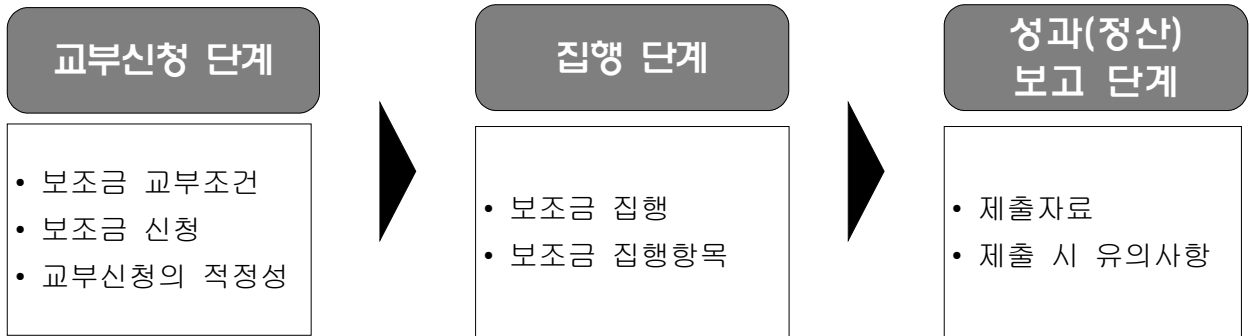 교부신청 단계
• 보조금 교부조건
• 보조금 신청
• 교부신청의 적정성
집행 단계
• 보조금 집행
• 보조금 집행항목
성과(정산)
보고 단계
• 제출자료
• 제출 시 유의사항